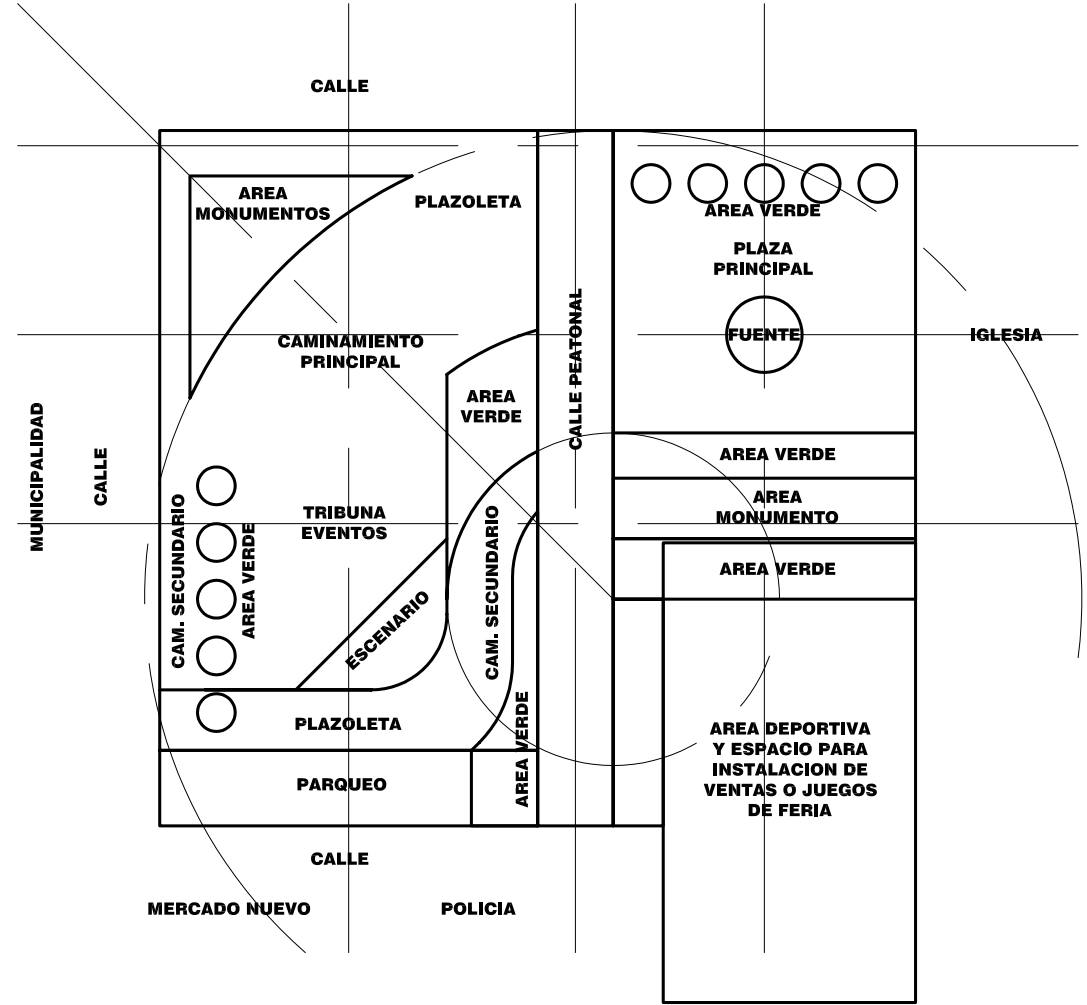 CALLE
AREA
MONUMENTOS
PLAZOLETA
AREA VERDE
PLAZA
PRINCIPAL
FUENTE
IGLESIA
CAMINAMIENTO
PRINCIPAL
CALLE PEATONAL
AREA
VERDE
MUNICIPALIDAD
CALLE
AREA VERDE
AREA
MONUMENTO
AREA VERDE
TRIBUNA
EVENTOS
CAM. SECUNDARIO
AREA VERDE
ESCENARIO
CAM. SECUNDARIO
PLAZOLETA
AREA VERDE
PARQUEO
AREA DEPORTIVA
Y ESPACIO PARA
INSTALACION DE
VENTAS O JUEGOS
DE FERIA
CALLE
MERCADO NUEVO
POLICIA